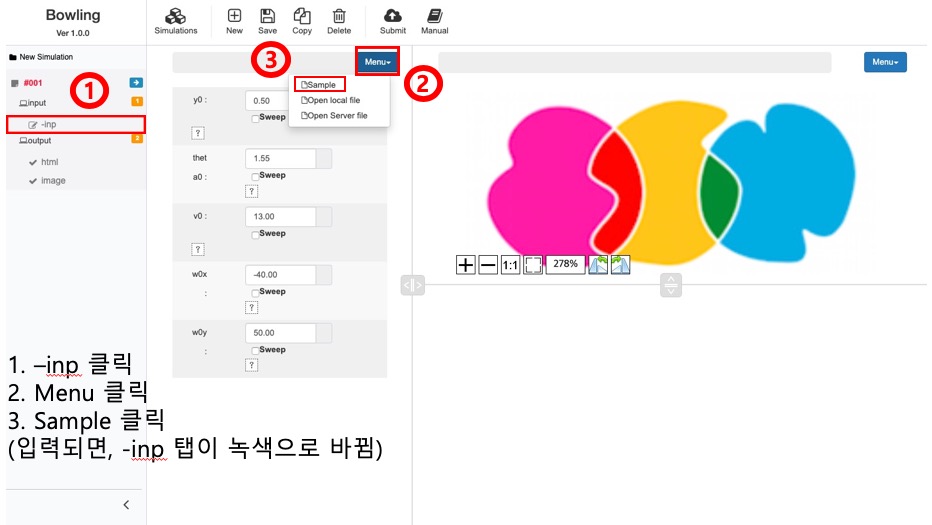 Bowling
Ver 1.0.0
Simulations
New
Save
Copy
Delete
Submit
Manual
New Simulation
#001
input
1
-inp
output
2
html
image
1
3
2
Menu
Sample
Open local file
Open Server file
y0 :
0.50
Sweep
?
thet
a0 :
1.55
Sweep
?
v0 :
13.00
Sweep
?
w0x
:
-40.00
Sweep
?
w0y
:
50.00
Sweep
?
Menu
1:1
278%
1. –inp 클릭
2. Menu 클릭
3. Sample 클릭
(입력되면, -inp 탭이 녹색으로 바뀜)